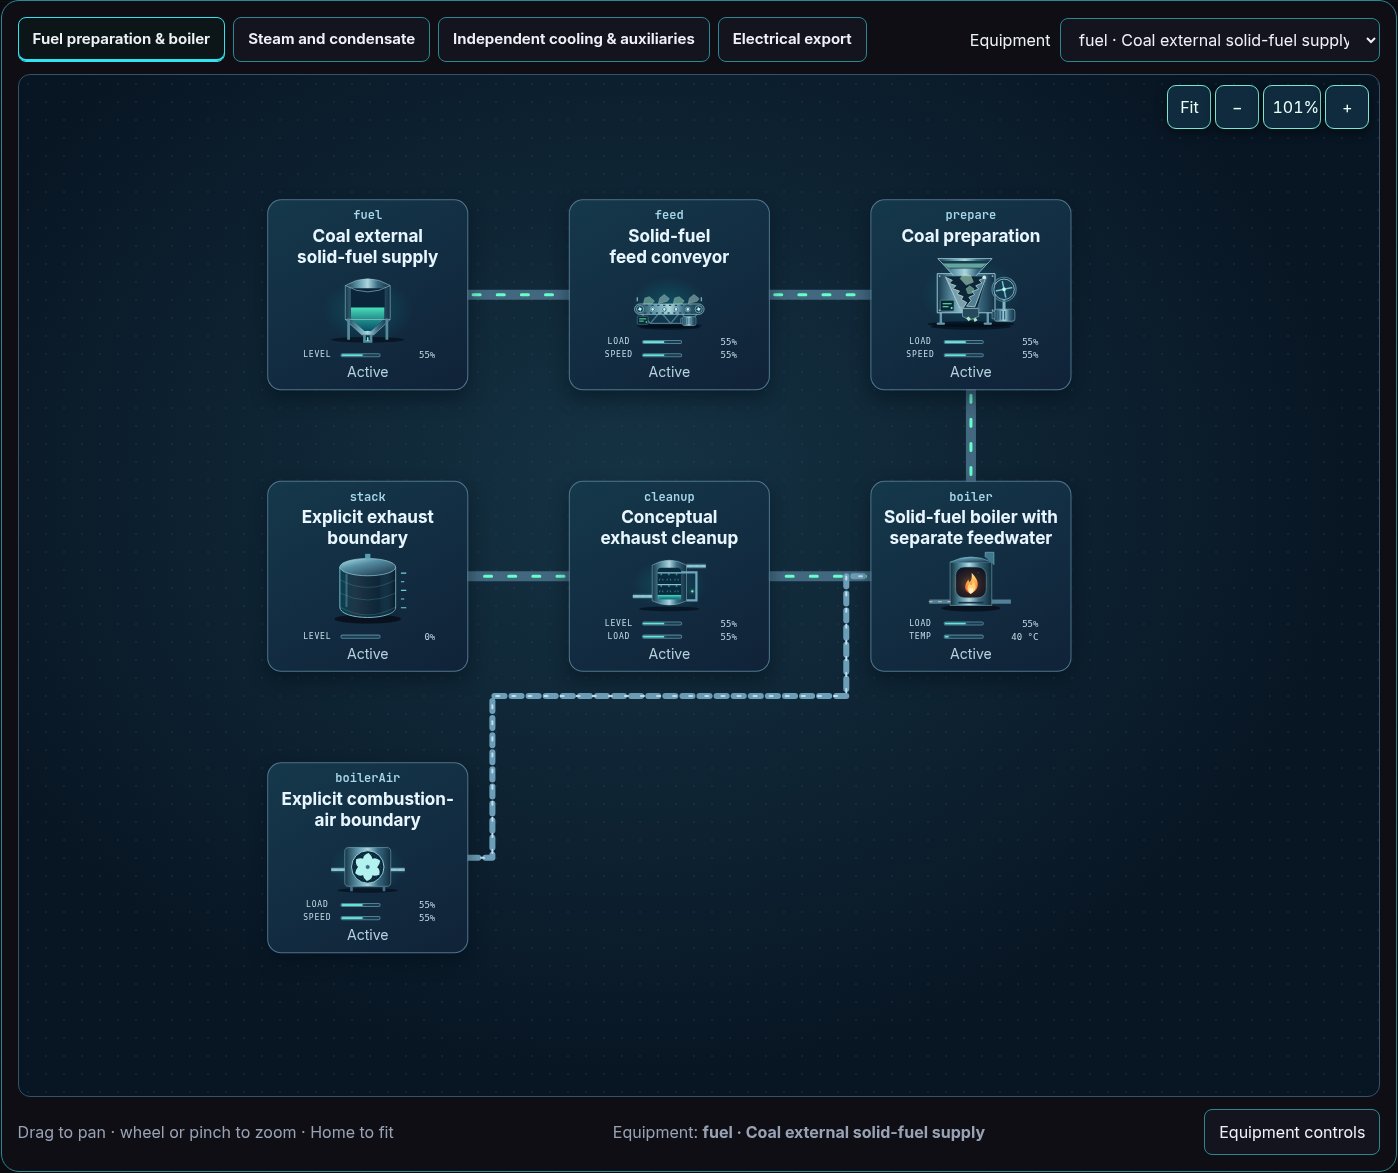 Fuel preparation & boiler
Steam and condensate
Independent cooling & auxiliaries
Electrical export
Equipment
fuel · Coal external solid-fuel supply
Fit
−
101%
+
fuel
Coal external
solid-fuel supply
LEVEL 55%
Active
feed
Solid-fuel
feed conveyor
LOAD 55%
SPEED 55%
Active
prepare
Coal preparation
LOAD 55%
SPEED 55%
Active
stack
Explicit exhaust
boundary
LEVEL 0%
Active
cleanup
Conceptual
exhaust cleanup
LEVEL 55%
LOAD 55%
Active
boiler
Solid-fuel boiler with
separate feedwater
LOAD 55%
TEMP 40 °C
Active
boilerAir
Explicit combustion-
air boundary
LOAD 55%
SPEED 55%
Active
Drag to pan · wheel or pinch to zoom · Home to fit
Equipment: fuel · Coal external solid-fuel supply
Equipment controls